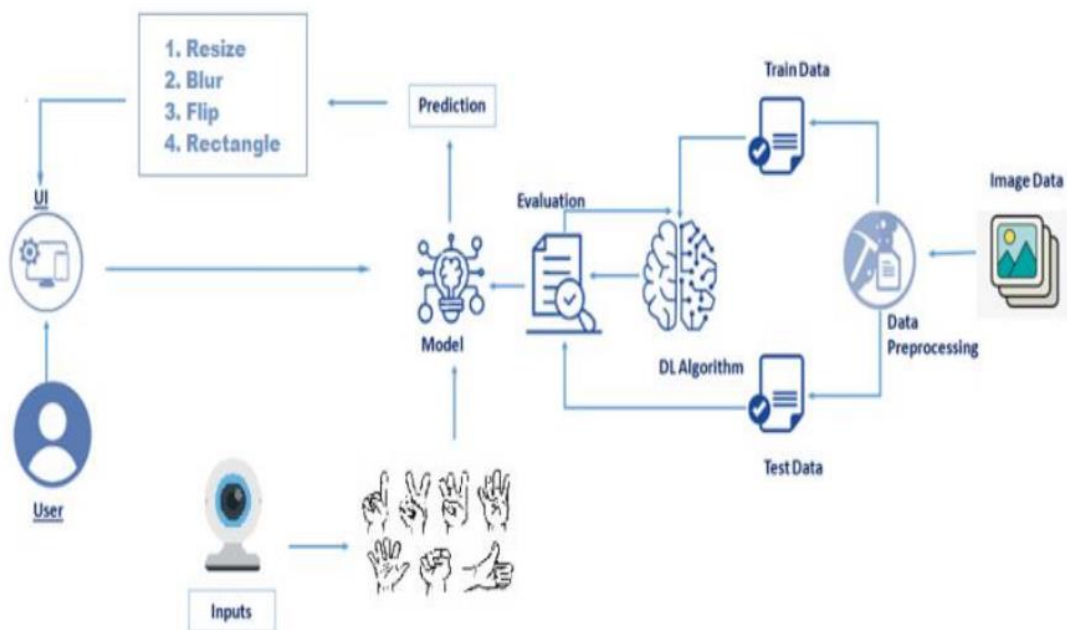 1. Resize
2. Blur
3. Flip
4. Rectangle
Prediction
Train Data
UI
Evaluation
Image Data
Model
DL Algorithm
Data
Preprocessing
User
Test Data
Inputs